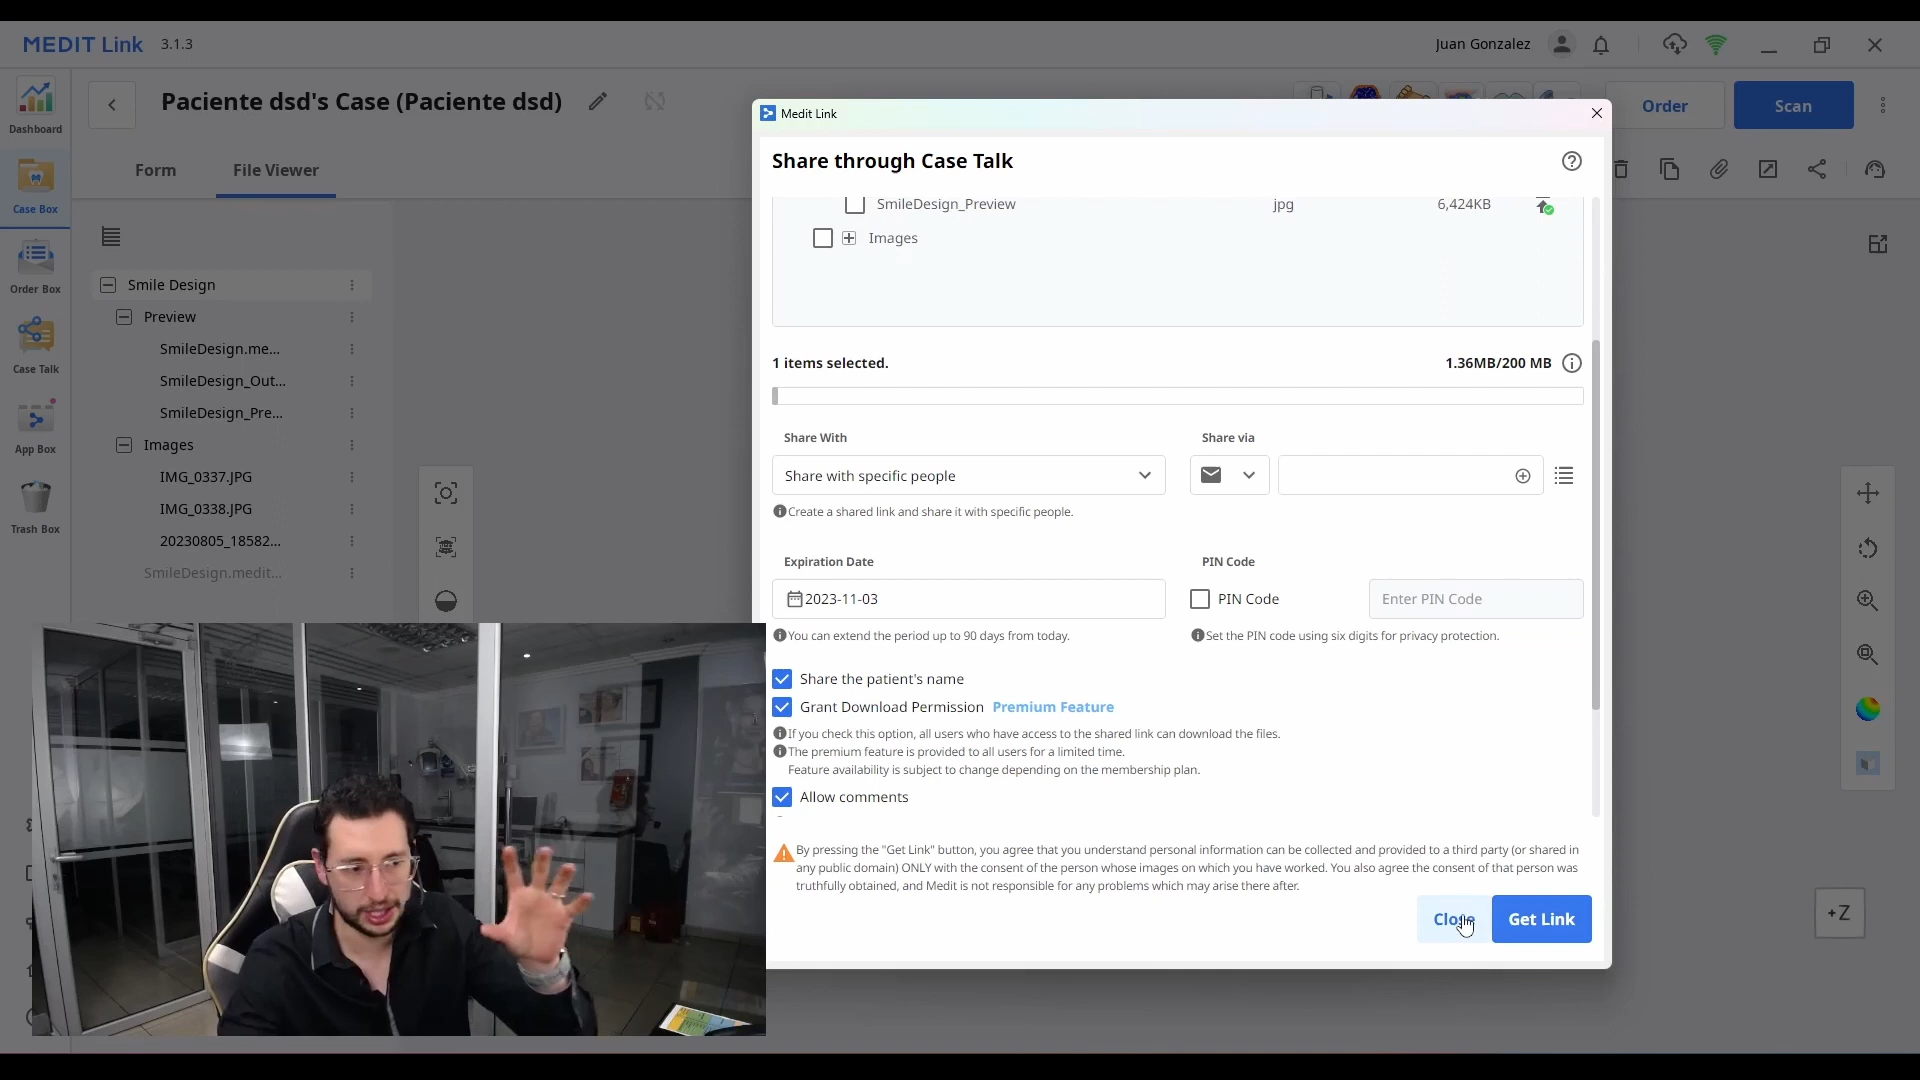 MEDIT Link 3.1.3
Juan Gonzalez
Dashboard
Case Box
Order Box
Case Talk
App Box
Trash Box
Paciente dsd's Case (Paciente dsd)
Order
Scan
Form
File Viewer
Smile Design
Preview
SmileDesign.me...
SmileDesign_Out...
SmileDesign_Pre...
Images
IMG_0337.JPG
IMG_0338.JPG
20230805_18582...
SmileDesign.medit...
Medit Link
Share through Case Talk
SmileDesign_Preview jpg 6,424KB
Images
1 items selected. 1.36MB/200 MB
Share With
Share via
Share with specific people
Create a shared link and share it with specific people.
Expiration Date
PIN Code
2023-11-03
PIN Code
Enter PIN Code
You can extend the period up to 90 days from today.
Set the PIN code using six digits for privacy protection.
Share the patient's name
Grant Download Permission Premium Feature
If you check this option, all users who have access to the shared link can download the files.
The premium feature is provided to all users for a limited time.
Feature availability is subject to change depending on the membership plan.
Allow comments
By pressing the "Get Link" button, you agree that you understand personal information can be collected and provided to a third party (or shared in
any public domain) ONLY with the consent of the person whose images on which you have worked. You also agree the consent of that person was
truthfully obtained, and Medit is not responsible for any problems which may arise there after.
Close
Get Link
+Z